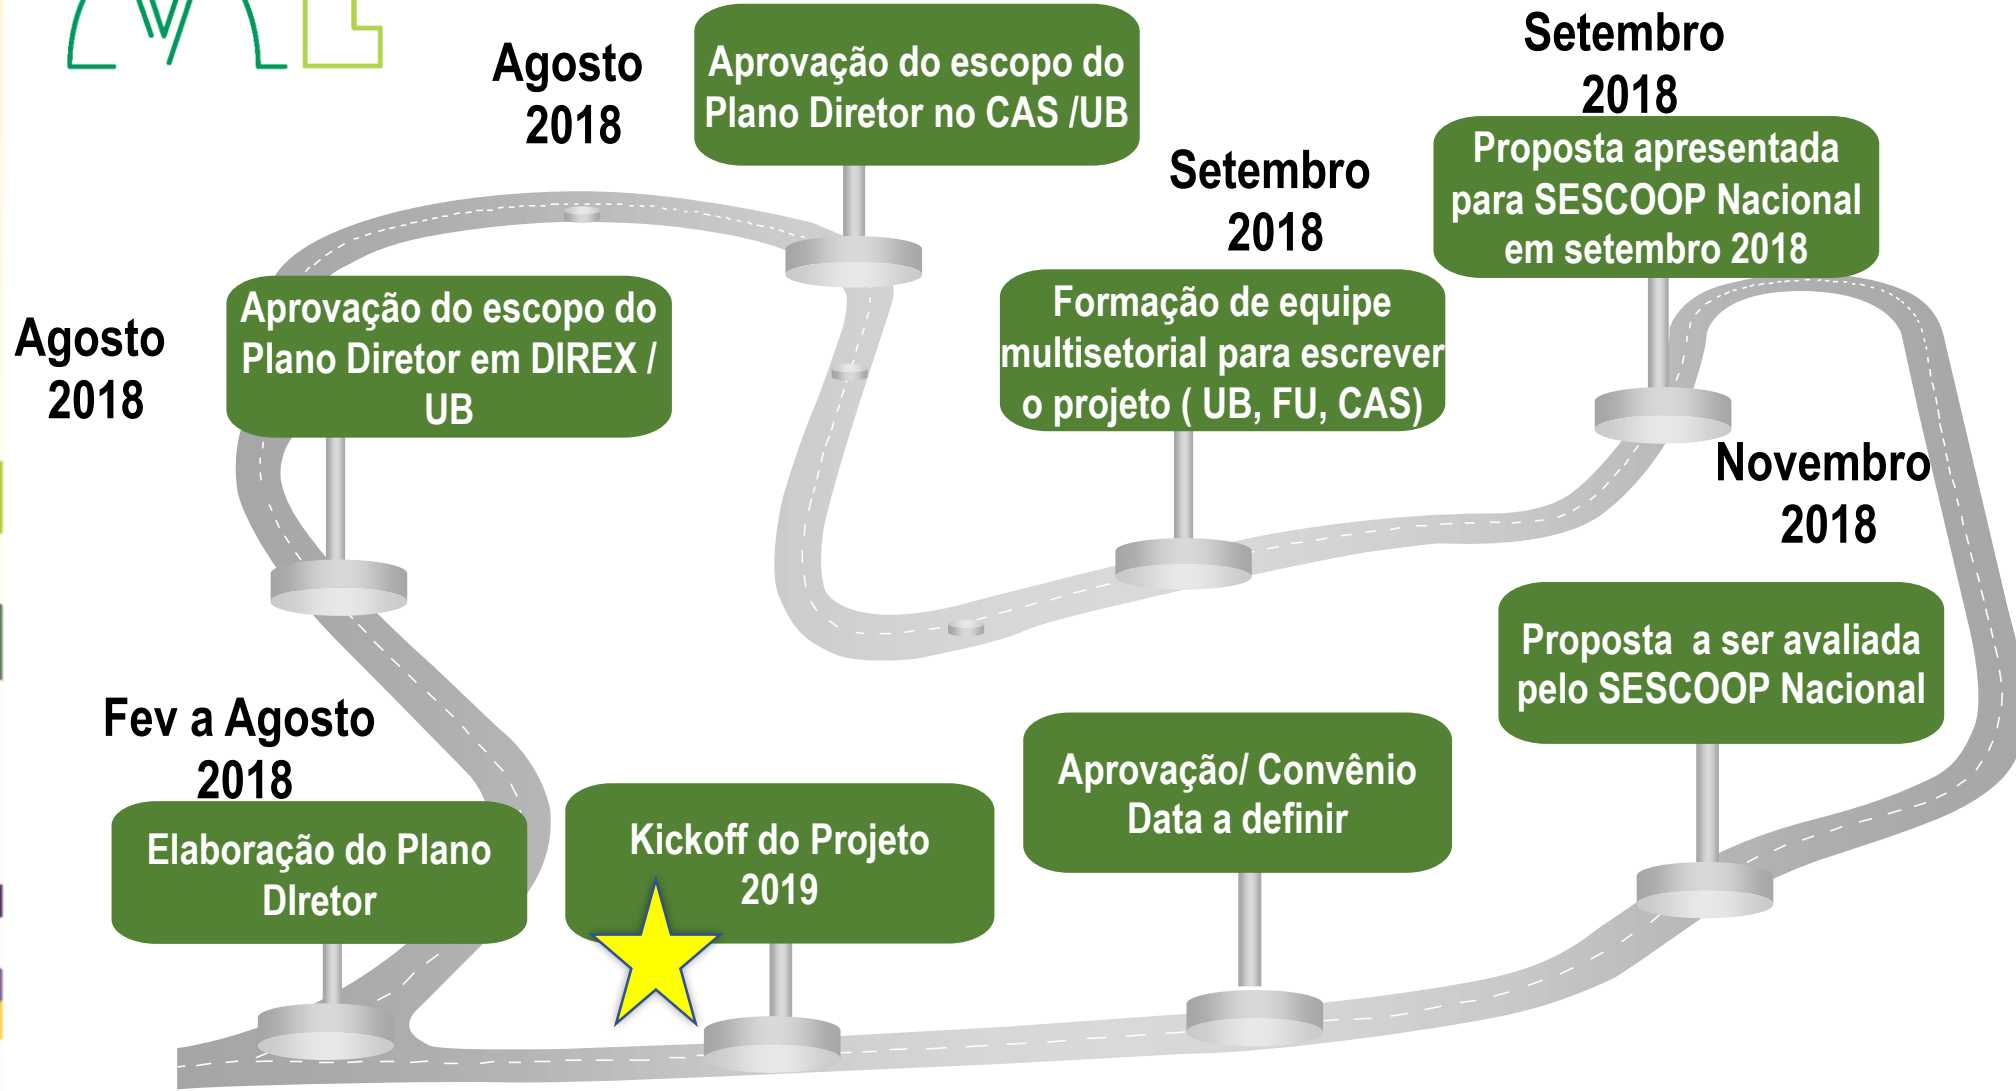 Fev a Agosto
2018
Elaboração do Plano
DIretor
Agosto
2018
Aprovação do escopo do
Plano Diretor em DIREX /
UB
Agosto
2018
Aprovação do escopo do
Plano Diretor no CAS /UB
Setembro
2018
Formação de equipe
multisetorial para escrever
o projeto ( UB, FU, CAS)
Setembro
2018
Proposta apresentada
para SESCOOP Nacional
em setembro 2018
Novembro
2018
Proposta  a ser avaliada
pelo SESCOOP Nacional
Aprovação/ Convênio
Data a definir
Kickoff do Projeto
2019